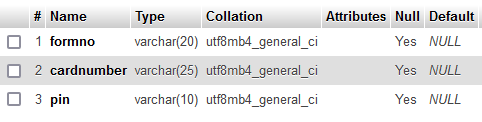 # Name Type Collation Attributes Null Default
1 formno varchar(20) utf8mb4_general_ci Yes NULL
2 cardnumber varchar(25) utf8mb4_general_ci Yes NULL
3 pin varchar(10) utf8mb4_general_ci Yes NULL